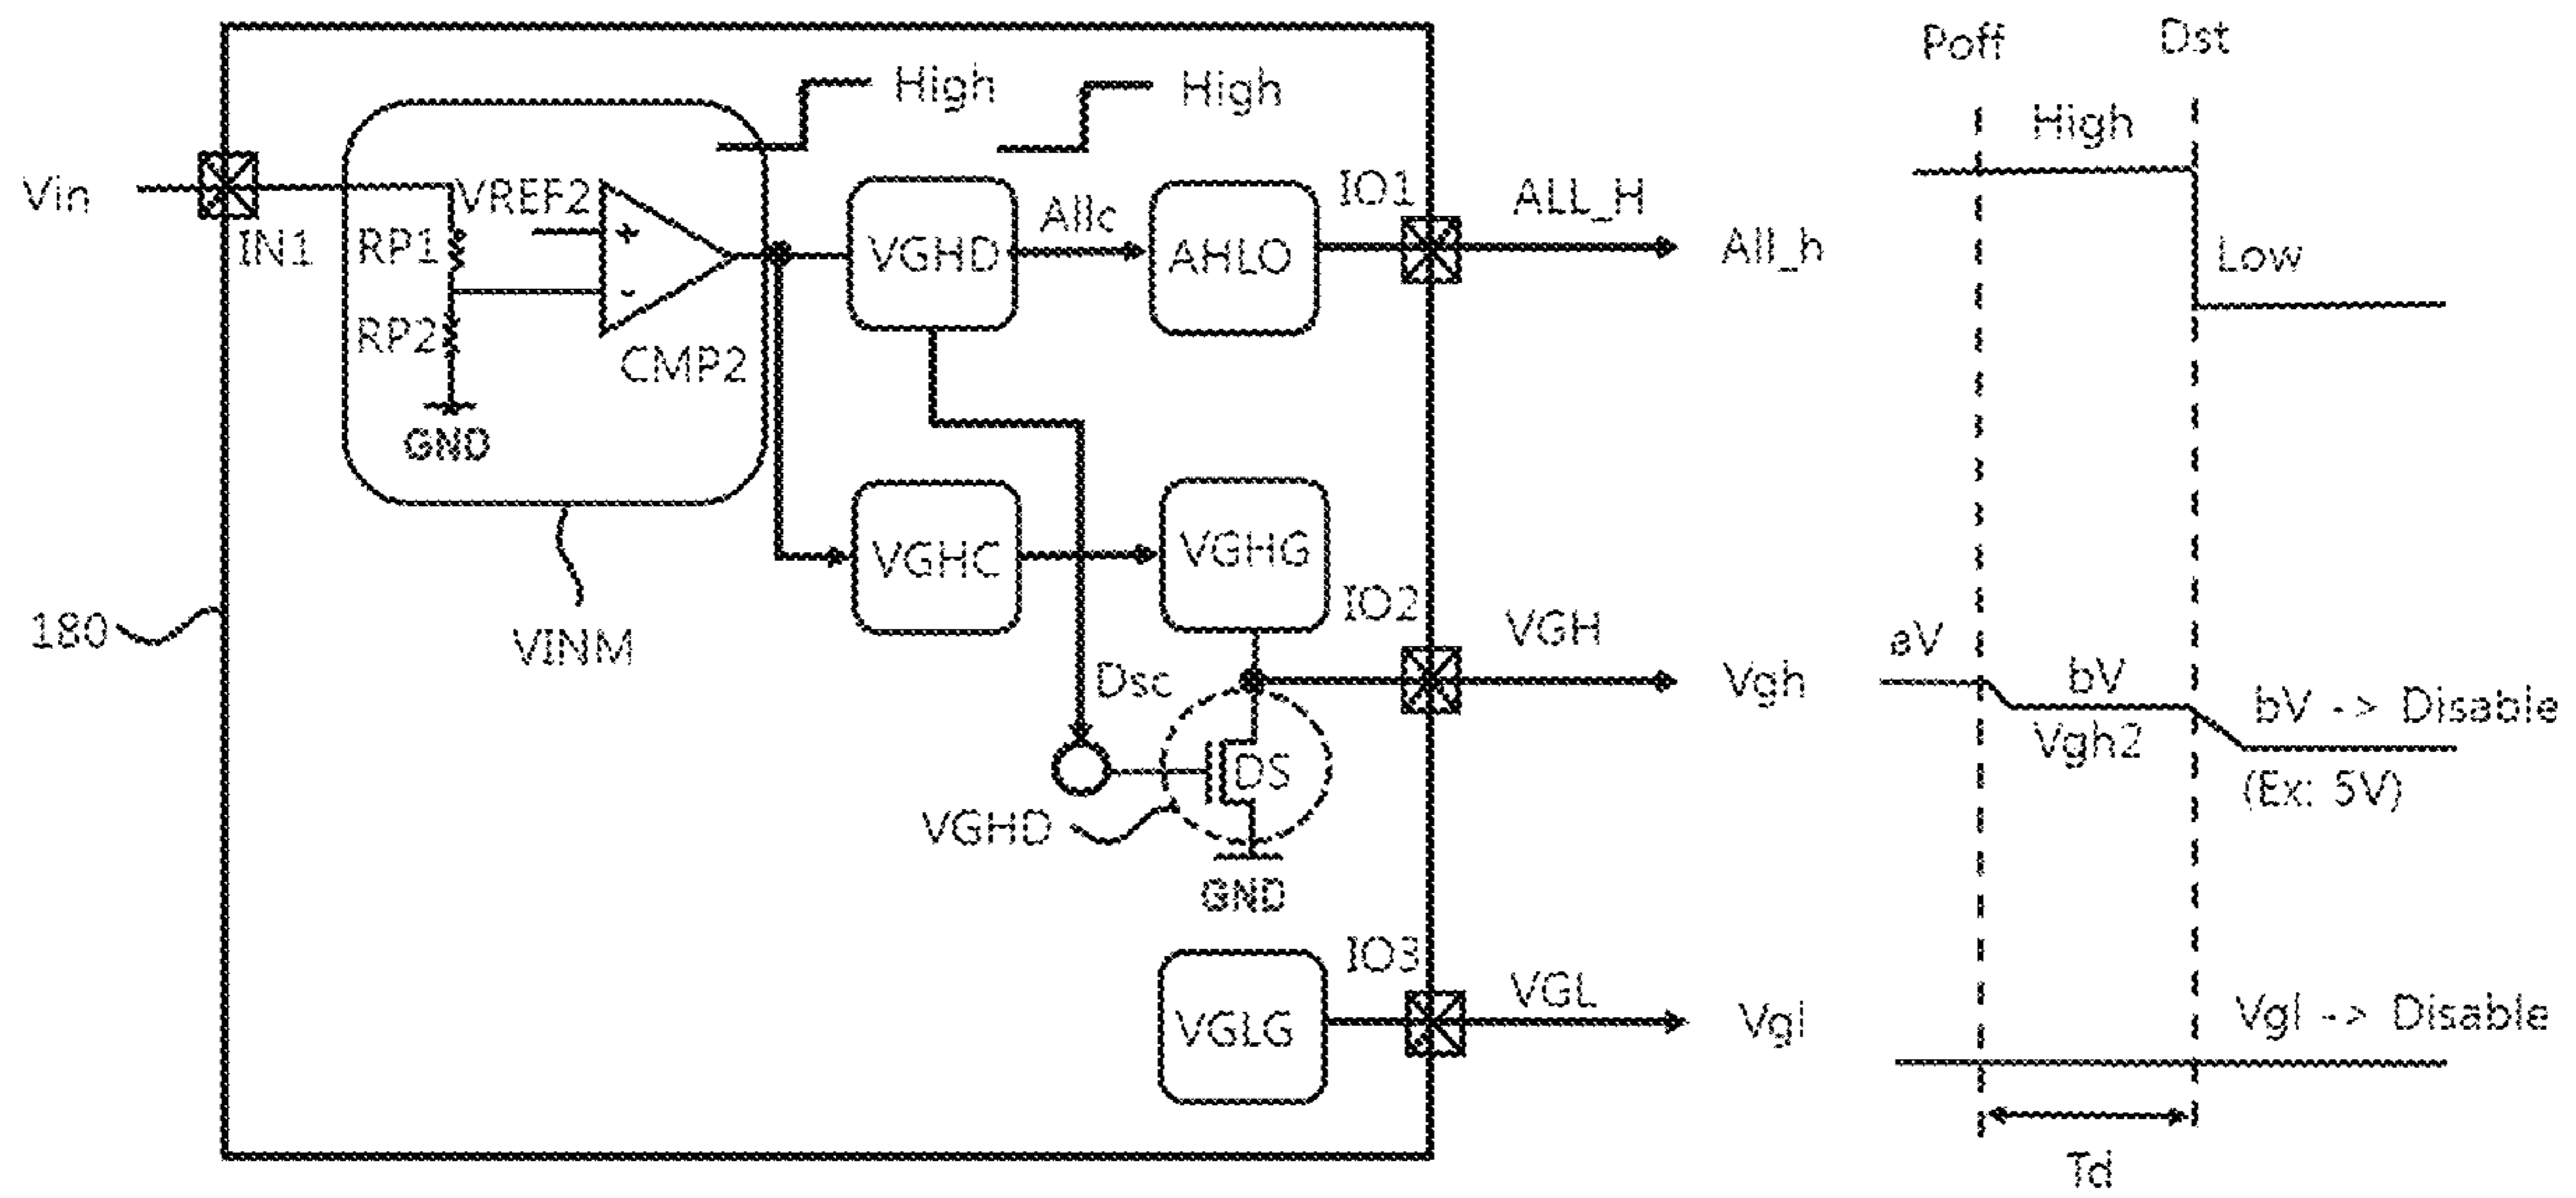 Poff
Dst
High
High
High
Vin
IN1
RP1
VREF2
+
-
RP2
CMP2
GND
VGHD
Allc
AHLO
IO1
ALL_H
All_h
Low
VGHC
VGHG
IO2
VGH
Vgh
aV
bV
Vgh2
bV -> Disable
(Ex: 5V)
180
VINM
Dsc
DS
VGHD
GND
IO3
VGLG
VGL
Vgl
Vgl -> Disable
Td